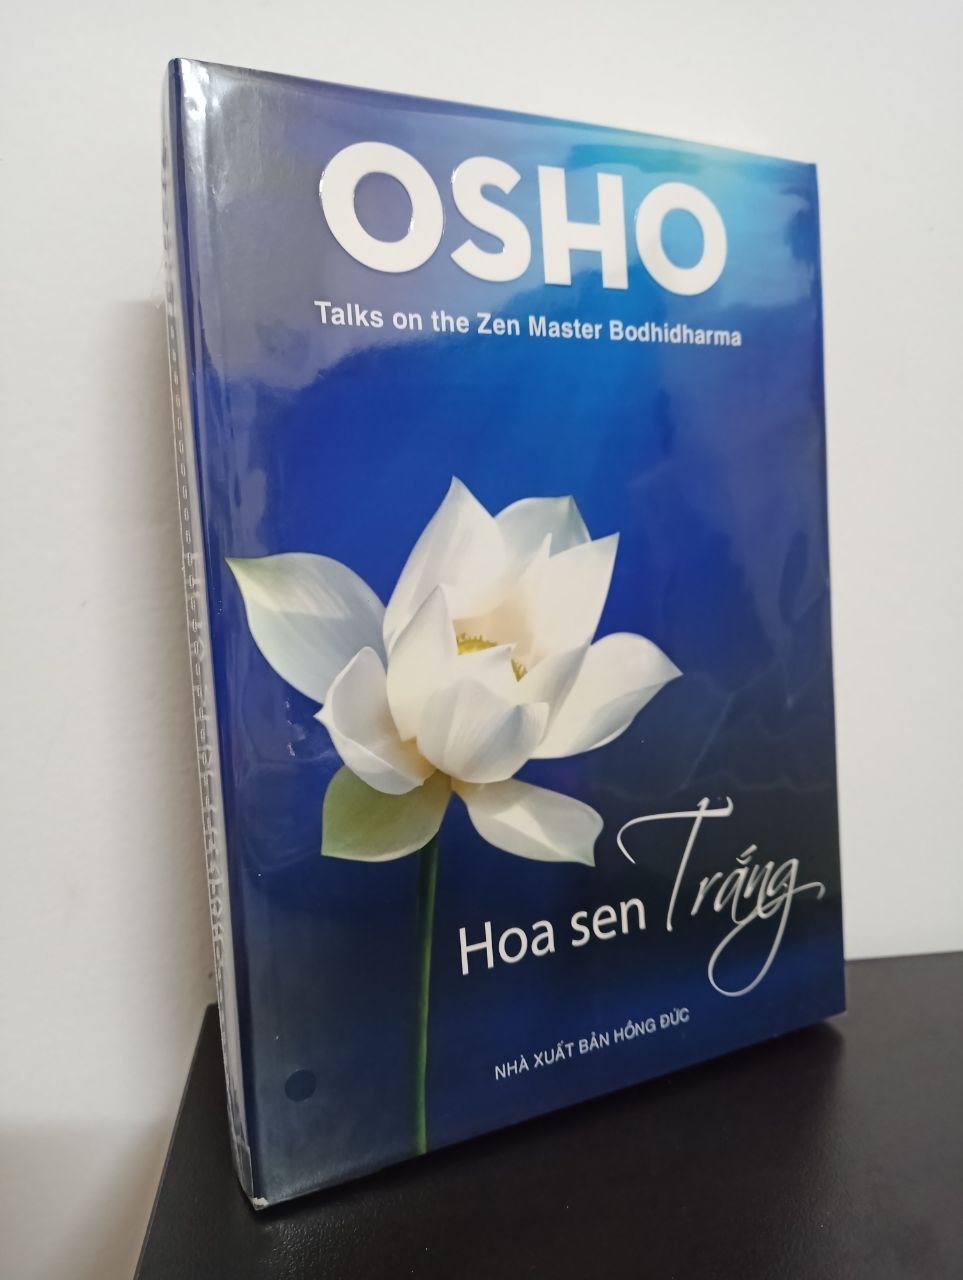 OSHO
Talks on the Zen Master Bodhidharma
Hoa sen Trắng
NHÀ XUẤT BẢN HỒNG ĐỨC